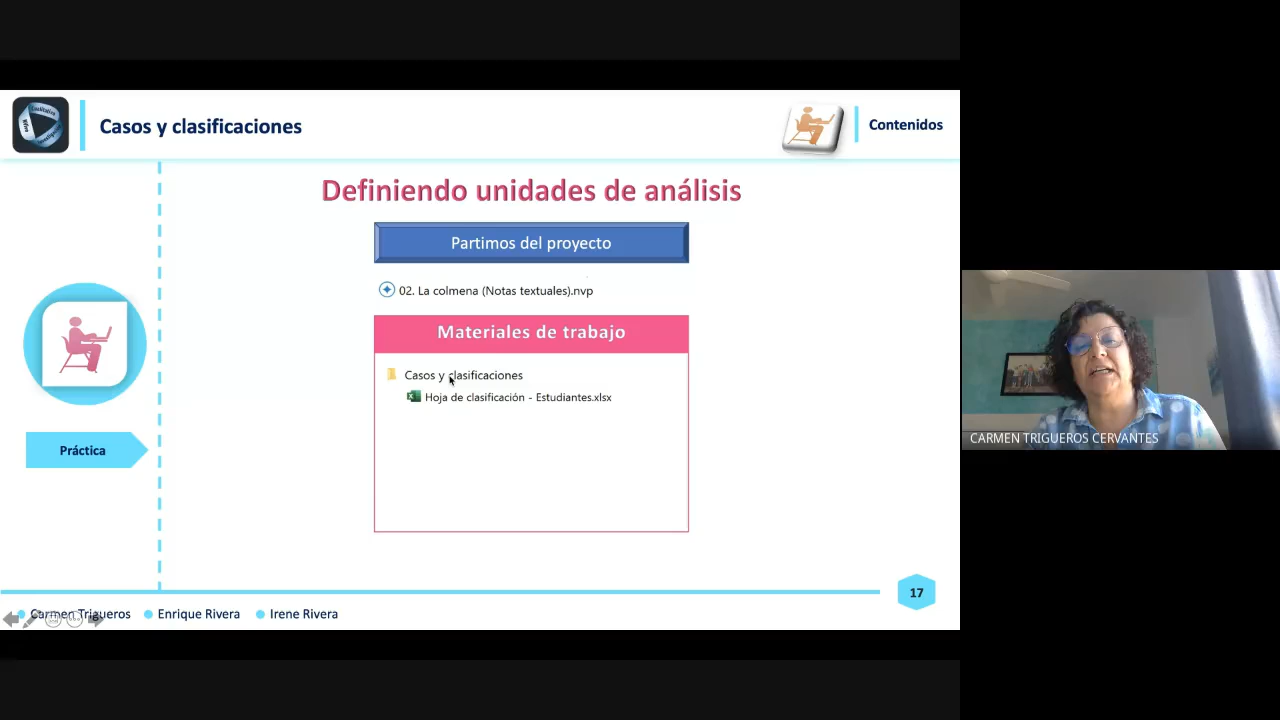 Casos y clasificaciones
Contenidos
Definiendo unidades de análisis
Partimos del proyecto
02. La colmena (Notas textuales).nvp
Materiales de trabajo
Casos y clasificaciones
Hoja de clasificación - Estudiantes.xlsx
CARMEN TRIGUEROS CERVANTES
Práctica
17
Carmen Trigueros
Enrique Rivera
Irene Rivera